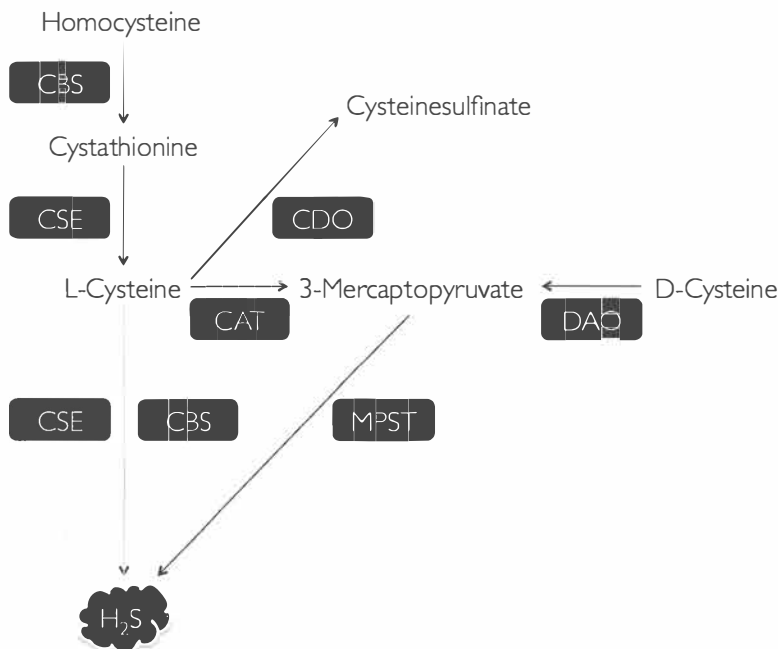 Homocysteine
CBS
Cysteinesulfinate
Cystathionine
CSE
CDO
L-Cysteine
3-Mercaptopyruvate
D-Cysteine
CAT
DAO
CSE
CBS
MPST
H₂S